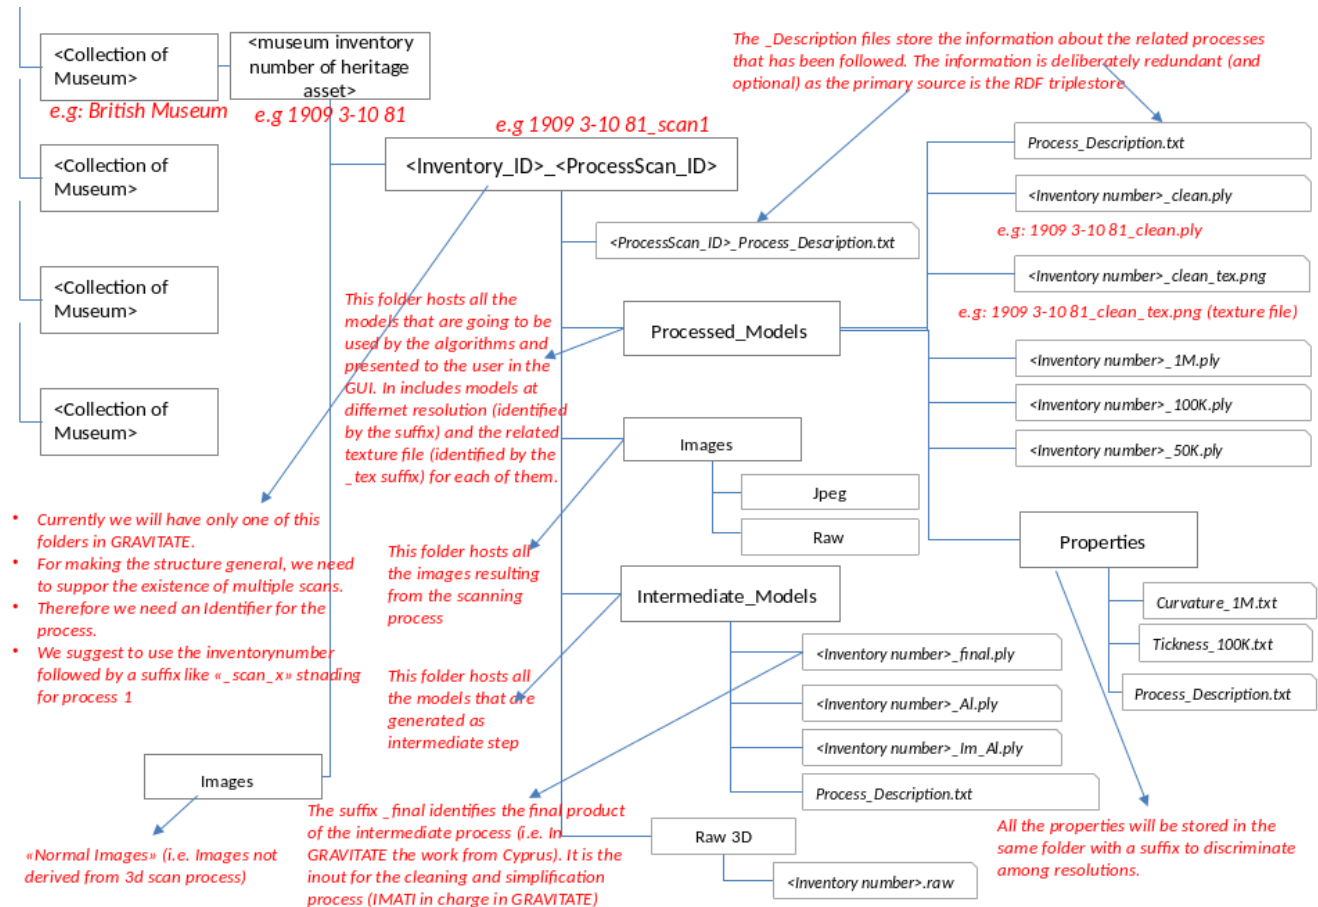 <Collection of
Museum>
e.g: British Museum
<museum inventory
number of heritage
asset>
e.g 1909 3-10 81
<Collection of
Museum>
<Collection of
Museum>
<Collection of
Museum>
e.g 1909 3-10 81_scan1
<Inventory_ID>_<ProcessScan_ID>
The _Description files store the information about the related processes
that has been followed. The information is deliberately redundant (and
optional) as the primary source is the RDF triplestore
<ProcessScan_ID>_Process_Description.txt
Process_Description.txt
<Inventory number>_clean.ply
e.g: 1909 3-10 81_clean.ply
<Inventory number>_clean_tex.png
e.g: 1909 3-10 81_clean_tex.png (texture file)
<Inventory number>_1M.ply
<Inventory number>_100K.ply
<Inventory number>_50K.ply
Processed_Models
This folder hosts all the
models that are going to be
used by the algorithms and
presented to the user in the
GUI. In includes models at
differnet resolution (identified
by the suffix) and the related
texture file (identified by the
_tex suffix) for each of them.
Images
Jpeg
Raw
This folder hosts all
the images resulting
from the scanning
process
Properties
Curvature_1M.txt
Tickness_100K.txt
Process_Description.txt
• Currently we will have only one of this
folders in GRAVITATE.
• For making the structure general, we need
to suppor the existence of multiple scans.
• Therefore we need an Identifier for the
process.
• We suggest to use the inventorynumber
followed by a suffix like «_scan_x» stnading
for process 1
Intermediate_Models
This folder hosts all
the models that are
generated as
intermediate step
<Inventory number>_final.ply
<Inventory number>_Al.ply
<Inventory number>_Im_Al.ply
Process_Description.txt
Images
«Normal Images» (i.e. Images not
derived from 3d scan process)
The suffix _final identifies the final product
of the intermediate process (i.e. In
GRAVITATE the work from Cyprus). It is the
inout for the cleaning and simplification
process (IMATI in charge in GRAVITATE)
Raw 3D
<Inventory number>.raw
All the properties will be stored in the
same folder with a suffix to discriminate
among resolutions.